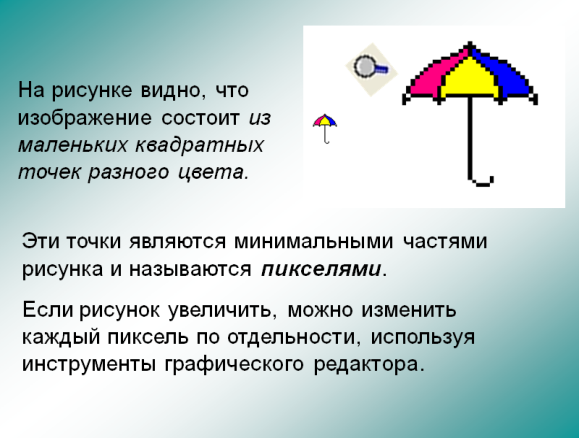 На рисунке видно, что
изображение состоит из
маленьких квадратных
точек разного цвета.
Эти точки являются минимальными частями
рисунка и называются пикселями.
Если рисунок увеличить, можно изменить
каждый пиксель по отдельности, используя
инструменты графического редактора.